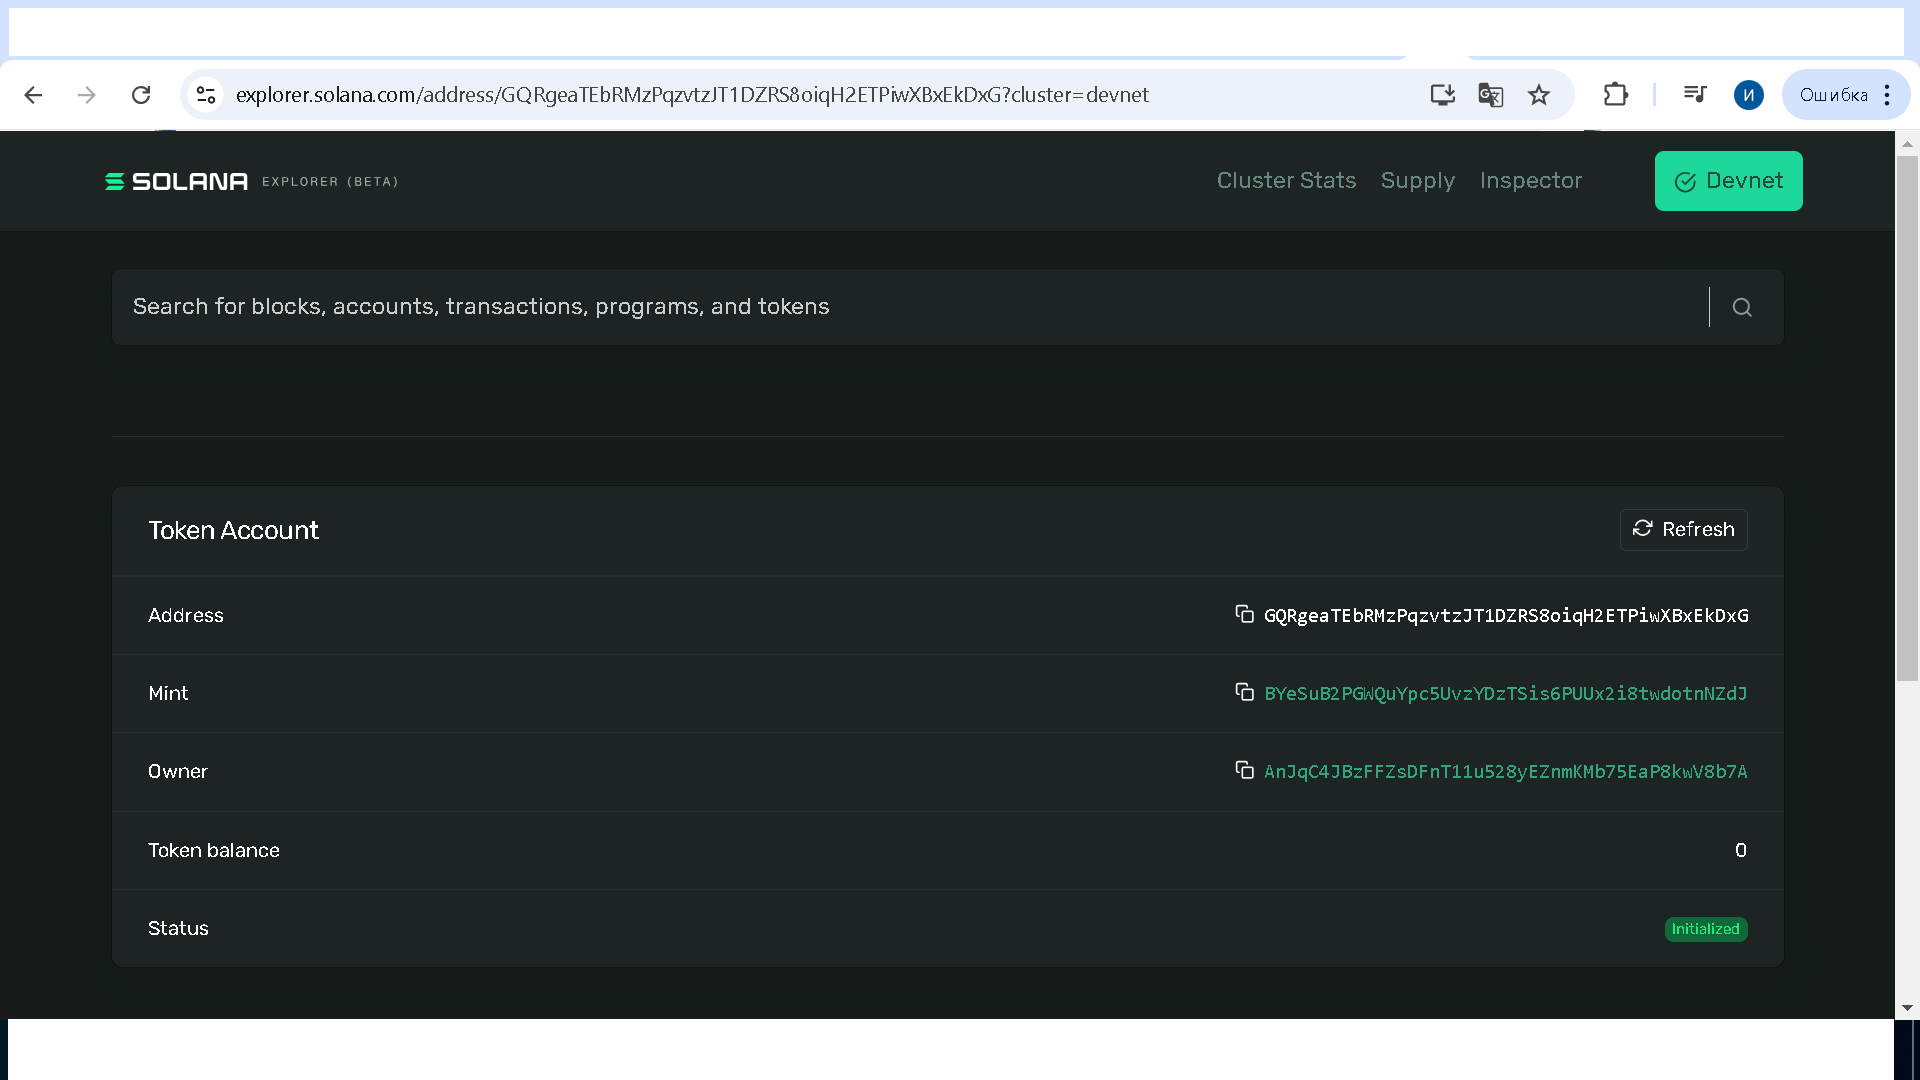 explorer.solana.com/address/GQRgeaTEbRMzPqzvtzJT1DZRS8oiqH2ETPiwXBxEkDxG?cluster=devnet
И
Ошибка
SOLANA EXPLORER (BETA)
Cluster Stats
Supply
Inspector
Devnet
Search for blocks, accounts, transactions, programs, and tokens
Token Account
Refresh
Address GQRgeaTEbRMzPqzvtzJT1DZRS8oiqH2ETPiwXBxEkDxG
Mint BYeSuB2PGWQuYpc5UvzYDzTSis6PUUx2i8twdotnNZdJ
Owner AnJqC4JBzFFZsDFnT11u528yEZnmKMb75EaP8kwV8b7A
Token balance 0
Status Initialized